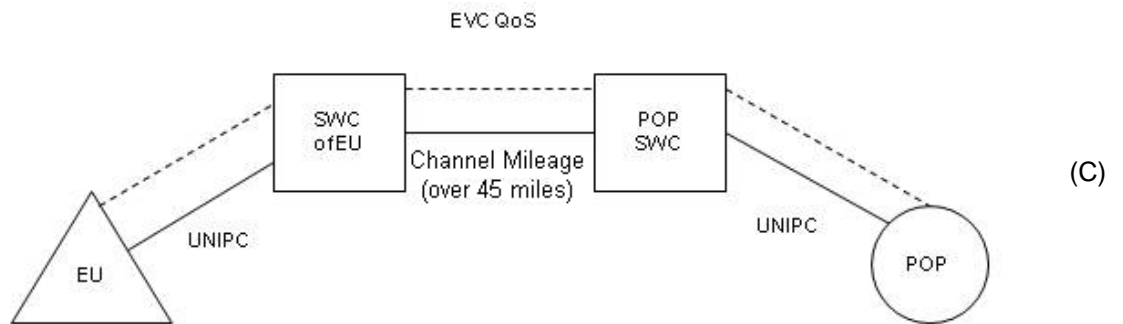 EVC QoS
SWC
ofEU
POP
SWC
Channel Mileage
(over 45 miles)
(C)
UNIPC
UNIPC
EU
POP